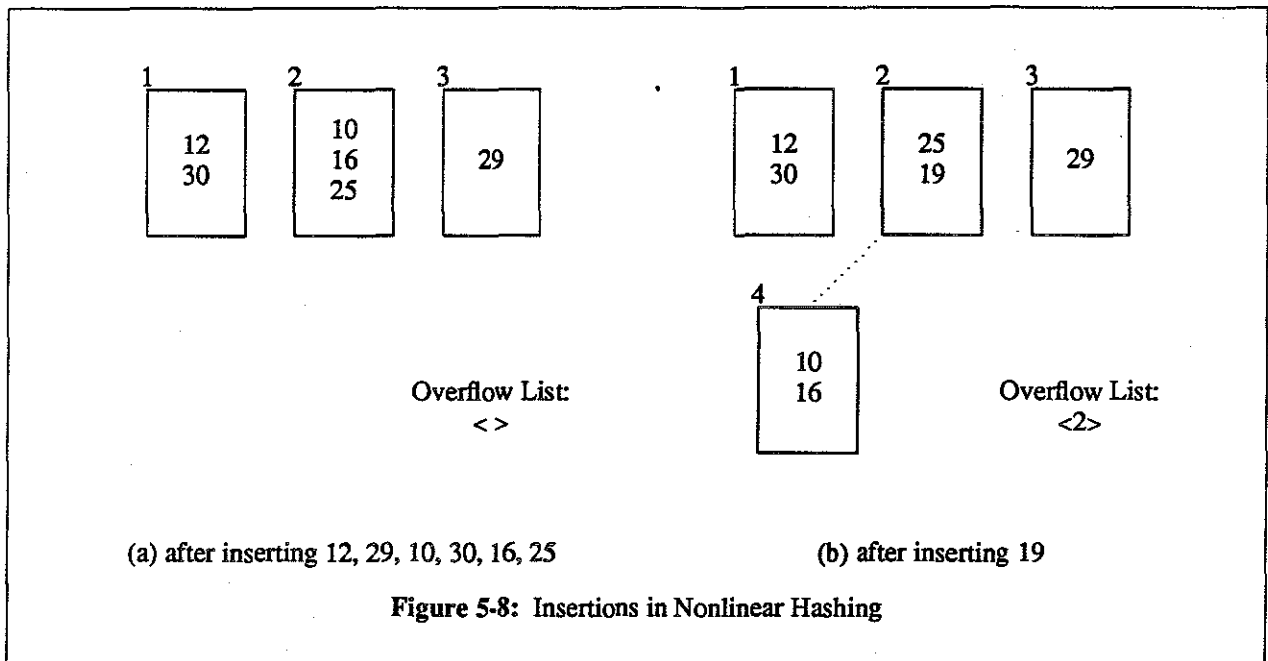 1 2 3
12
30
10
16
25
29
Overflow List:
< >
(a) after inserting 12, 29, 10, 30, 16, 25
1 2 3
12
30
25
19
29
4
10
16
Overflow List:
<2>
(b) after inserting 19
Figure 5-8: Insertions in Nonlinear Hashing